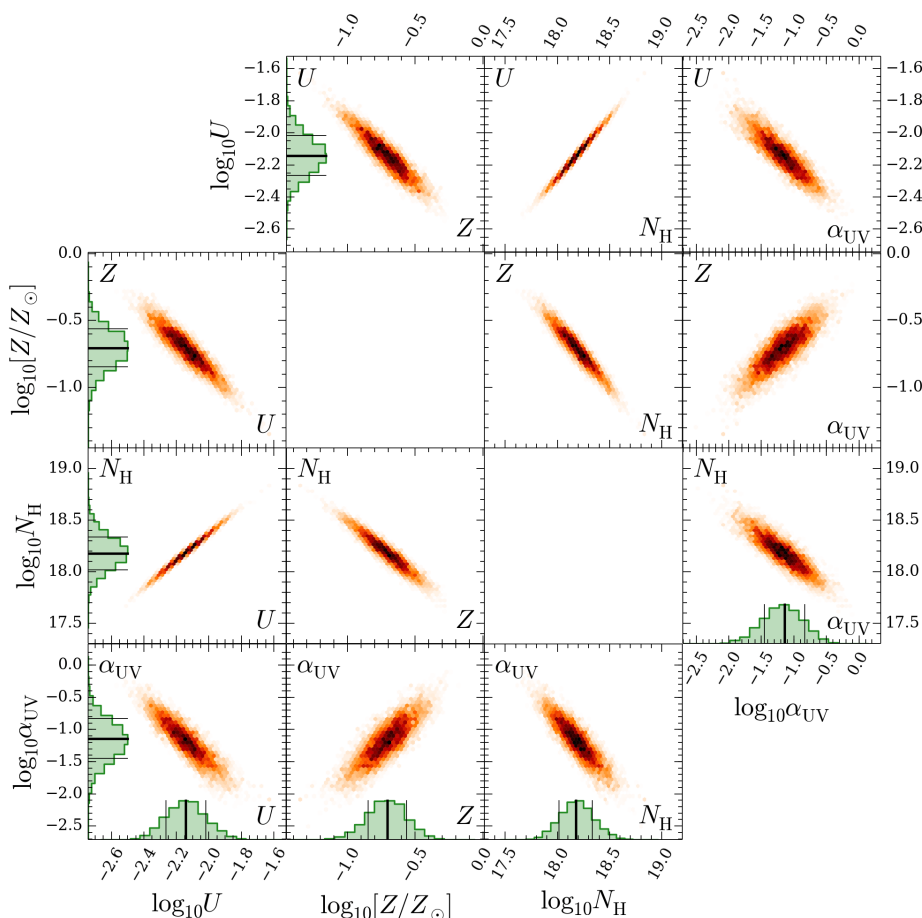 −1.0 −0.5 0.0 17.5 18.0 18.5 19.0 −2.5 −2.0 −1.5 −1.0 −0.5 0.0
log₁₀U −1.6 −1.8 −2.0 −2.2 −2.4 −2.6 U Z U N_H U α_UV −1.6 −1.8 −2.0 −2.2 −2.4 −2.6
log₁₀[Z/Z⊙] 0.0 −0.5 −1.0 Z U Z N_H Z α_UV 0.0 −0.5 −1.0
log₁₀N_H 19.0 18.5 18.0 17.5 N_H U N_H Z N_H α_UV 19.0 18.5 18.0 17.5
−2.5 −2.0 −1.5 −1.0 −0.5 0.0
log₁₀α_UV
log₁₀α_UV 0.0 −0.5 −1.0 −1.5 −2.0 −2.5 α_UV U α_UV Z α_UV N_H
−2.6 −2.4 −2.2 −2.0 −1.8 −1.6 −1.0 −0.5 0.0 17.5 18.0 18.5 19.0
log₁₀U log₁₀[Z/Z⊙] log₁₀N_H